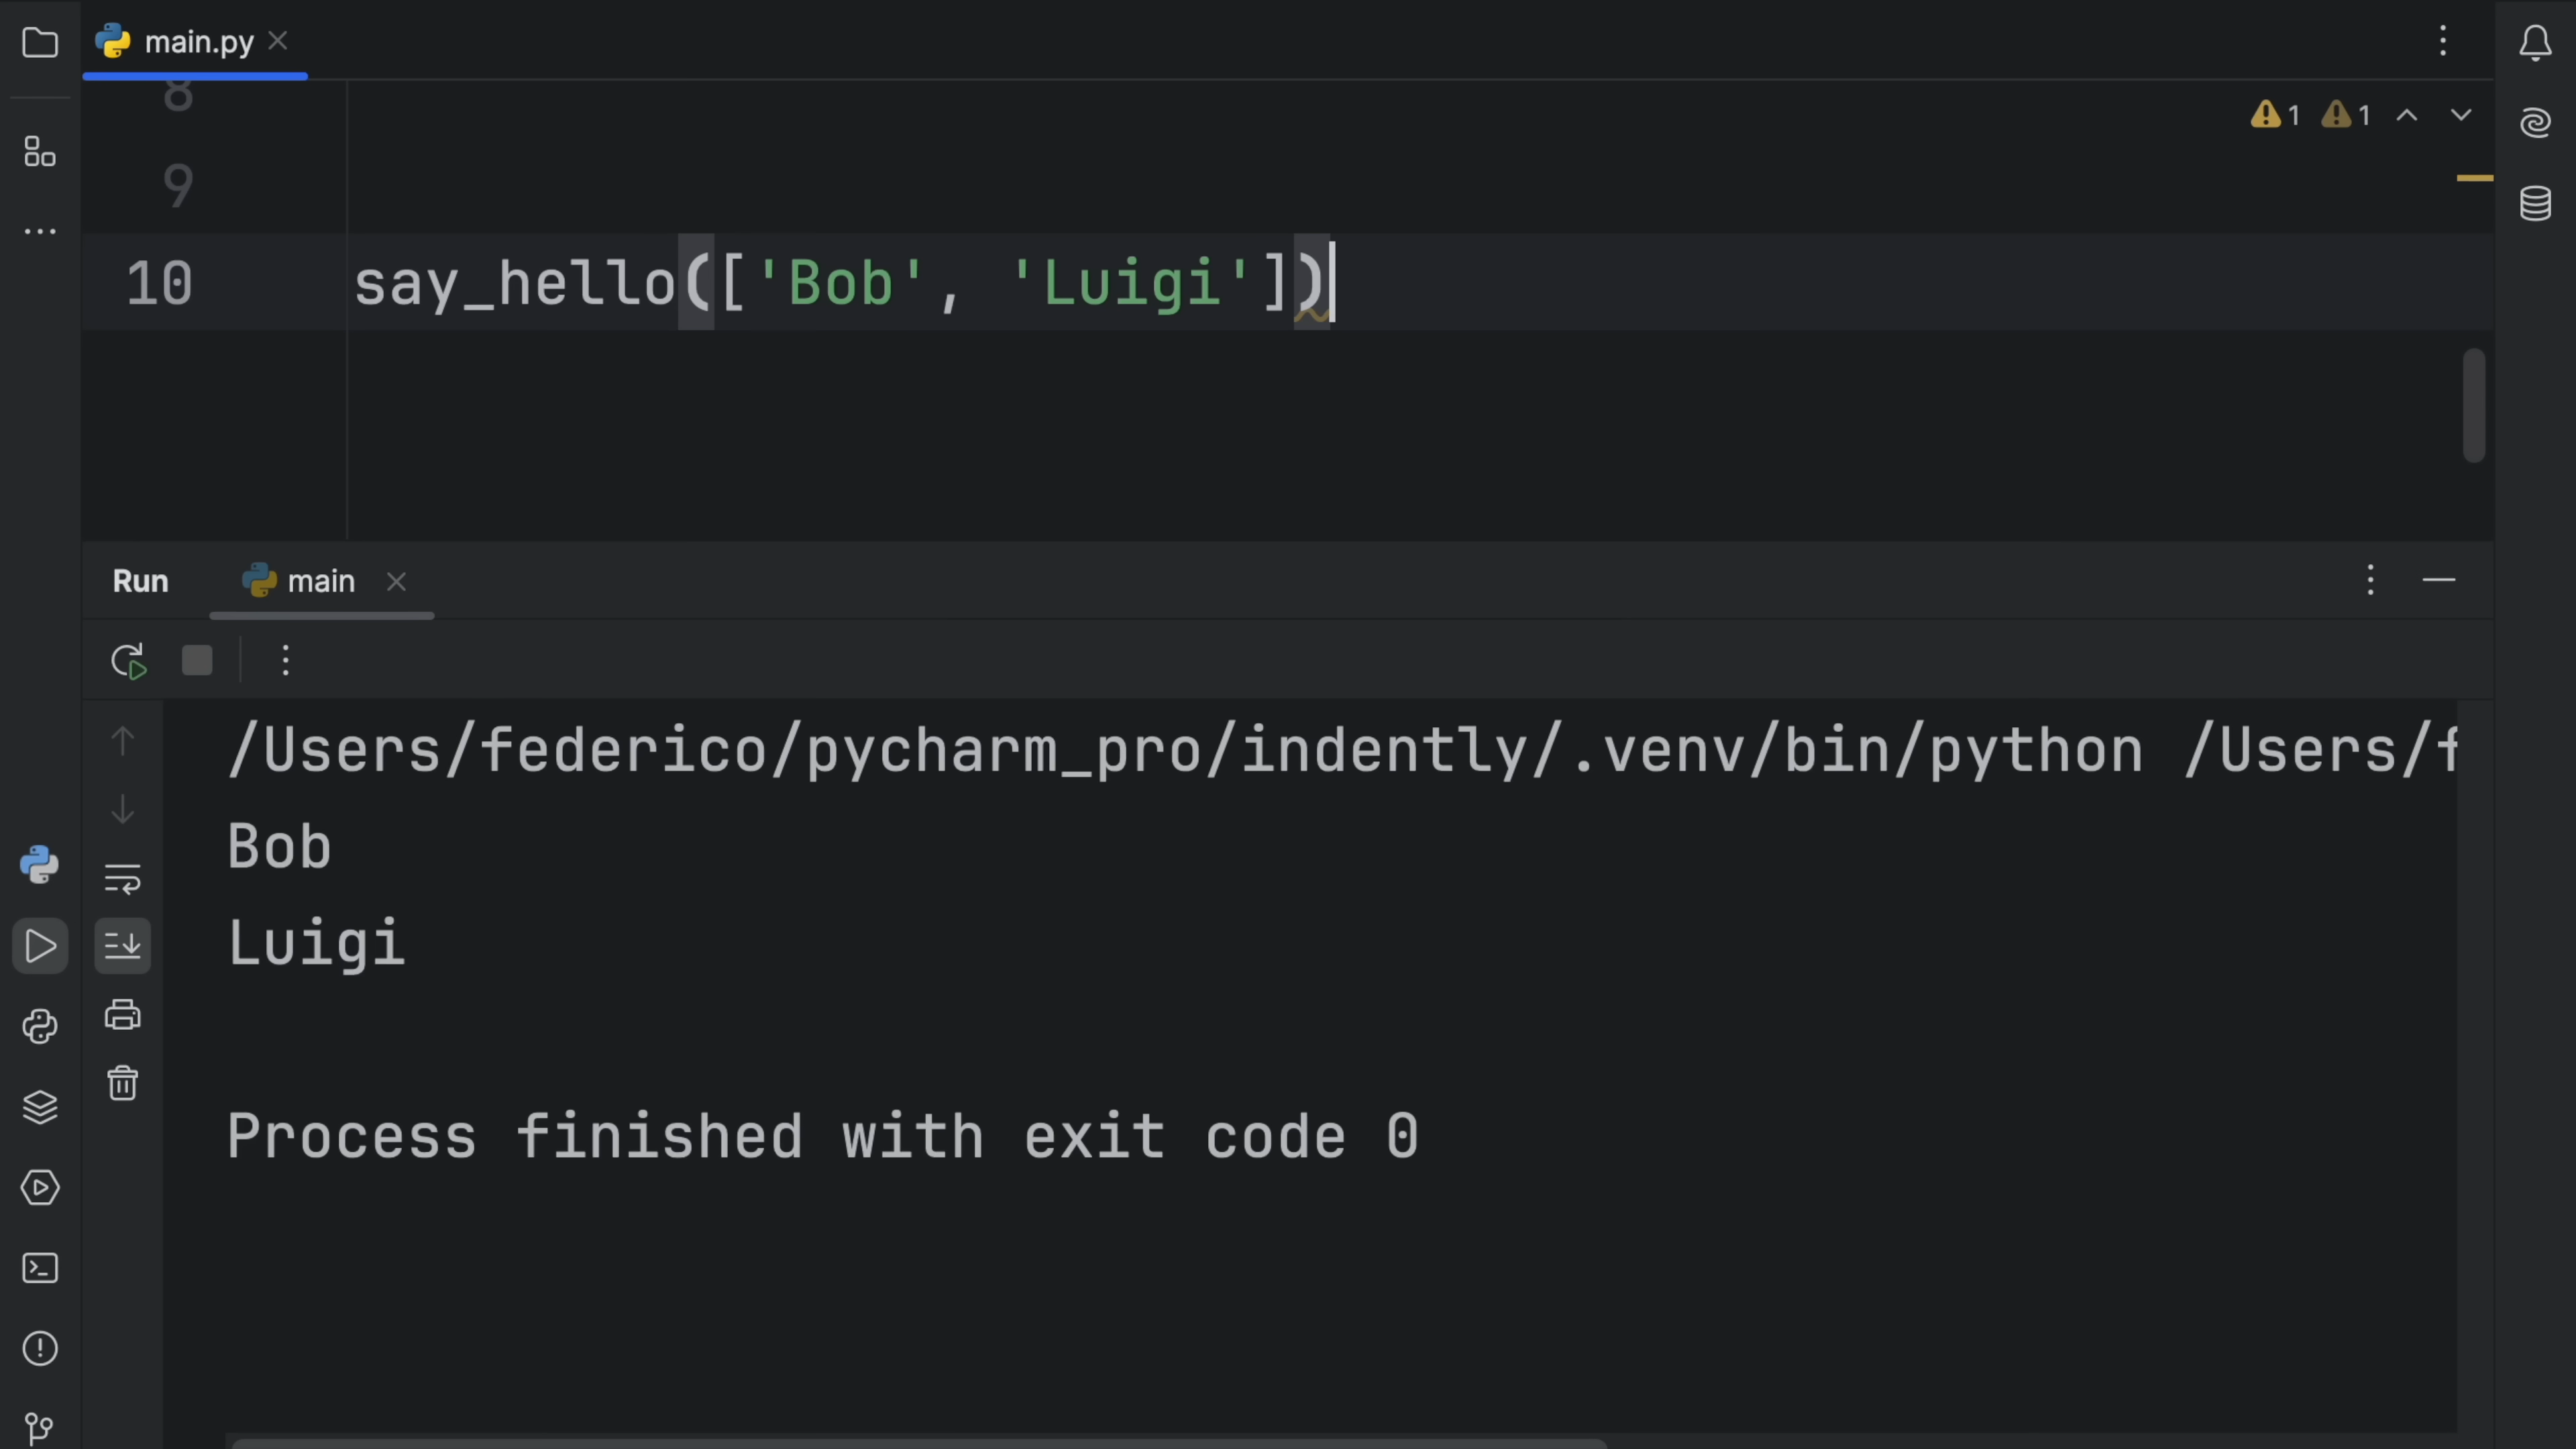 main.py
8
1 1
9
10 say_hello(['Bob', 'Luigi'])
Run main
/Users/federico/pycharm_pro/indently/.venv/bin/python /Users/f
Bob
Luigi
Process finished with exit code 0